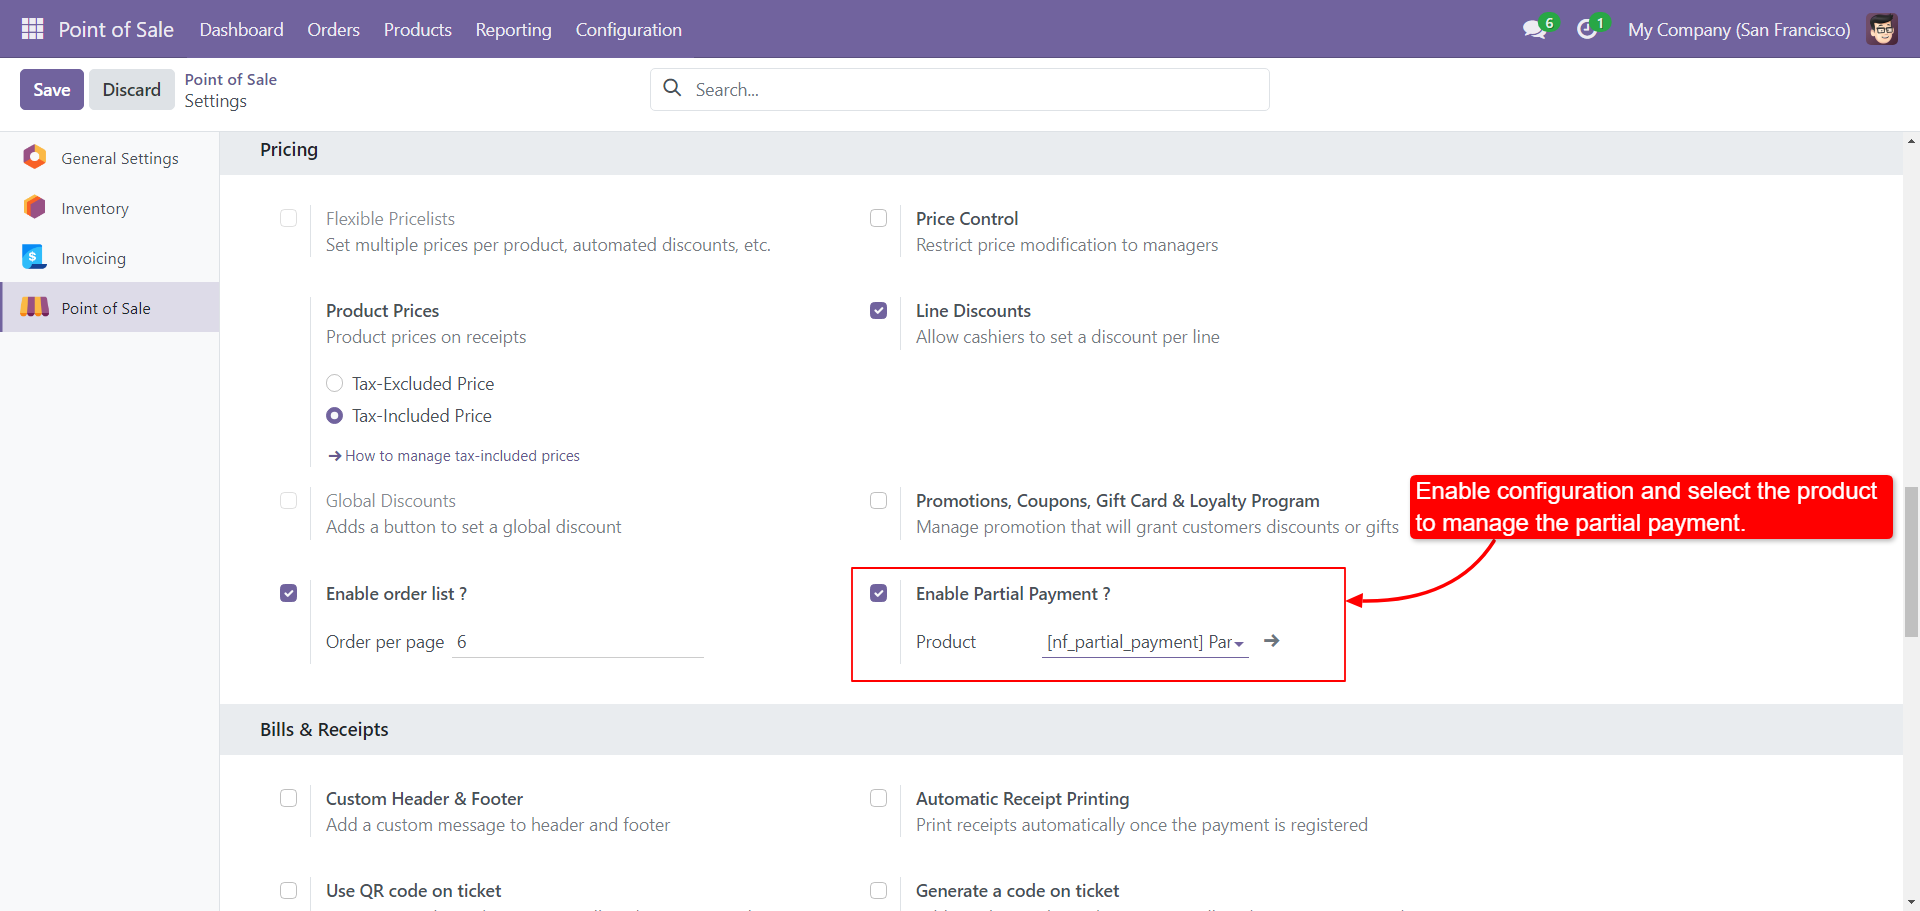 Point of Sale Dashboard Orders Products Reporting Configuration 6 1 My Company (San Francisco)
Save Discard Point of Sale
Settings
Search...
General Settings
Inventory
Invoicing
Point of Sale
Pricing
Flexible Pricelists
Set multiple prices per product, automated discounts, etc.
Price Control
Restrict price modification to managers
Product Prices
Product prices on receipts
Tax-Excluded Price
Tax-Included Price
How to manage tax-included prices
Line Discounts
Allow cashiers to set a discount per line
Global Discounts
Adds a button to set a global discount
Promotions, Coupons, Gift Card & Loyalty Program
Manage promotion that will grant customers discounts or gifts
Enable configuration and select the product
to manage the partial payment.
Enable order list ?
Order per page 6
Enable Partial Payment ?
Product [nf_partial_payment] Par
Bills & Receipts
Custom Header & Footer
Add a custom message to header and footer
Automatic Receipt Printing
Print receipts automatically once the payment is registered
Use QR code on ticket
Generate a code on ticket